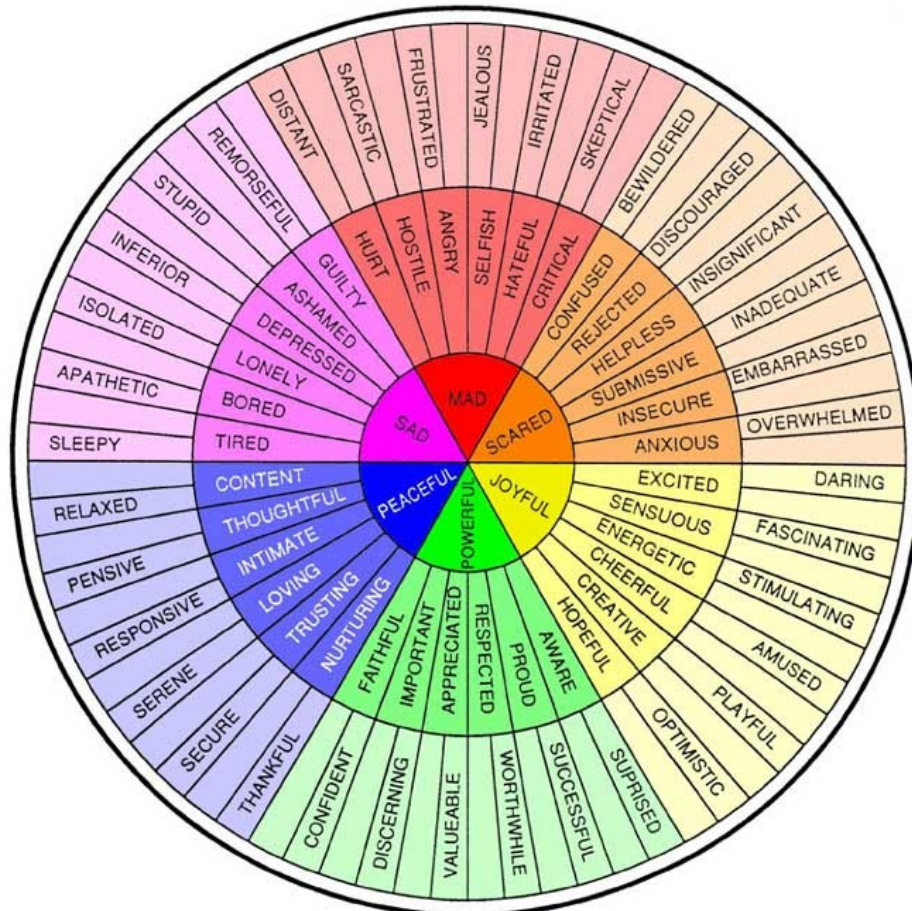 MAD
SCARED
JOYFUL
POWERFUL
PEACEFUL
SAD
HURT
HOSTILE
ANGRY
SELFISH
HATEFUL
CRITICAL
CONFUSED
REJECTED
HELPLESS
SUBMISSIVE
INSECURE
ANXIOUS
EXCITED
SENSUOUS
ENERGETIC
CHEERFUL
CREATIVE
HOPEFUL
AWARE
PROUD
RESPECTED
APPRECIATED
IMPORTANT
FAITHFUL
NURTURING
TRUSTING
LOVING
INTIMATE
THOUGHTFUL
CONTENT
TIRED
BORED
LONELY
DEPRESSED
ASHAMED
GUILTY
DISTANT
SARCASTIC
FRUSTRATED
JEALOUS
IRRITATED
SKEPTICAL
BEWILDERED
DISCOURAGED
INSIGNIFICANT
INADEQUATE
EMBARRASSED
OVERWHELMED
DARING
FASCINATING
STIMULATING
AMUSED
PLAYFUL
OPTIMISTIC
SUPRISED
SUCCESSFUL
WORTHWHILE
VALUEABLE
DISCERNING
CONFIDENT
THANKFUL
SECURE
SERENE
RESPONSIVE
PENSIVE
RELAXED
SLEEPY
APATHETIC
ISOLATED
INFERIOR
STUPID
REMORSEFUL